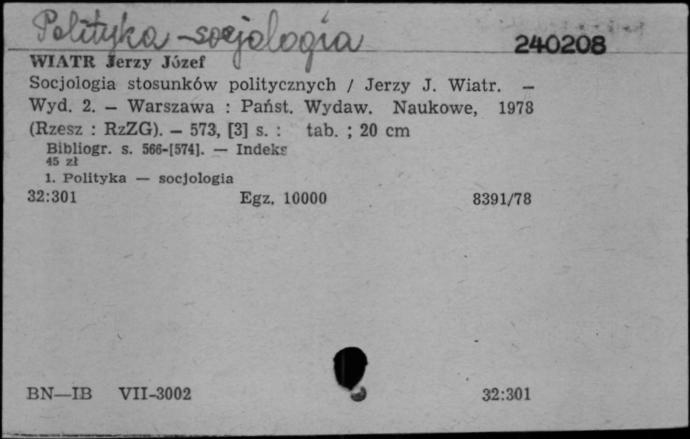 Polityka - socjologia
240208
WIATR Jerzy Józef
Socjologia stosunków politycznych / Jerzy J. Wiatr. —
Wyd. 2. — Warszawa : Państ. Wydaw. Naukowe, 1978
(Rzesz : RzZG). — 573, [3] s. : tab. ; 20 cm
Bibliogr. s. 566-[574]. — Indeks
45 zł
1. Polityka — socjologia
32:301 Egz. 10000 8391/78
BN—IB VII-3002 32:301